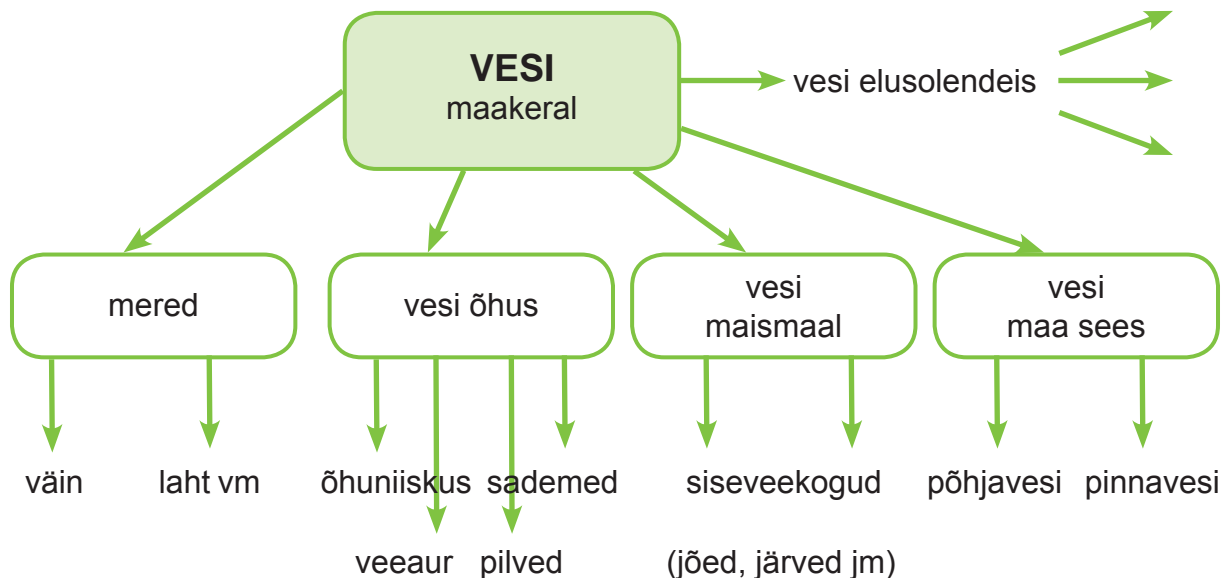 VESI
maakeral
vesi elusolendeis
mered
vesi õhus
vesi
maismaal
vesi
maa sees
väin
laht vm
õhuniiskus
sademed
siseveekogud
põhjavesi
pinnavesi
veeaur
pilved
(jõed, järved jm)